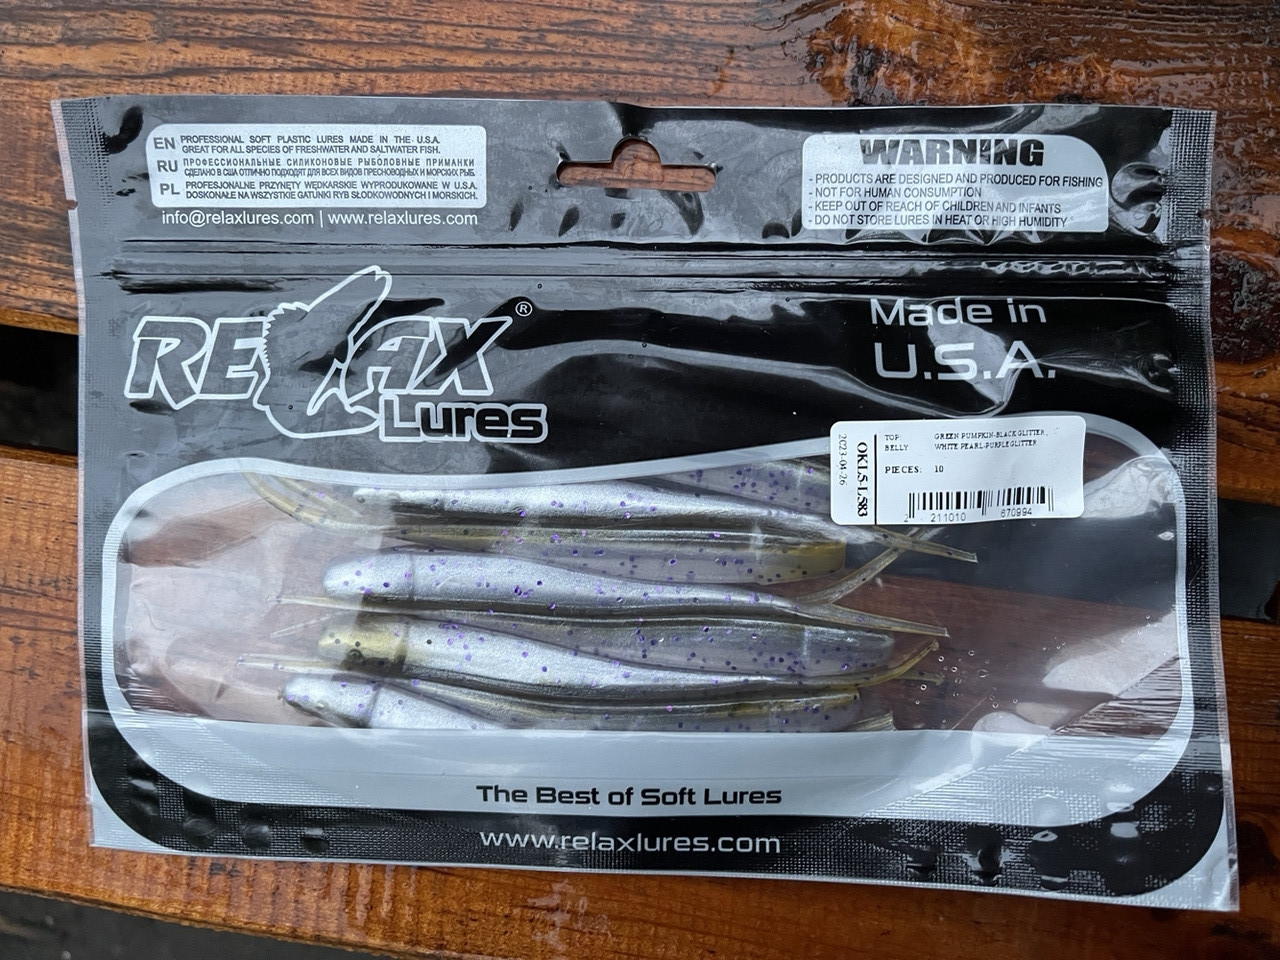 EN PROFESSIONAL SOFT PLASTIC LURES MADE IN THE U.S.A.
GREAT FOR ALL SPECIES OF FRESHWATER AND SALTWATER FISH.
RU ПРОФЕССИОНАЛЬНЫЕ СИЛИКОНОВЫЕ РЫБОЛОВНЫЕ ПРИМАНКИ
СДЕЛАНО В США ОТЛИЧНО ПОДХОДЯТ ДЛЯ ВСЕХ ВИДОВ ПРЕСНОВОДНЫХ И МОРСКИХ РЫБ.
PL PROFESJONALNE PRZYNĘTY WĘDKARSKIE WYPRODUKOWANE W U.S.A.
DOSKONAŁE NA WSZYSTKIE GATUNKI RYB SŁODKOWODNYCH I MORSKICH.
info@relaxlures.com | www.relaxlures.com
WARNING
- PRODUCTS ARE DESIGNED AND PRODUCED FOR FISHING
- NOT FOR HUMAN CONSUMPTION
- KEEP OUT OF REACH OF CHILDREN AND INFANTS
- DO NOT STORE LURES IN HEAT OR HIGH HUMIDITY
RELAX ®
Lures
Made in
U.S.A.
2023-04-26
OKL5-L583
TOP: GREEN PUMPKIN-BLACK GLITTER,
BELLY WHITE PEARL-PURPLE GLITTER
PIECES: 10
2 211010 670994
The Best of Soft Lures
www.relaxlures.com